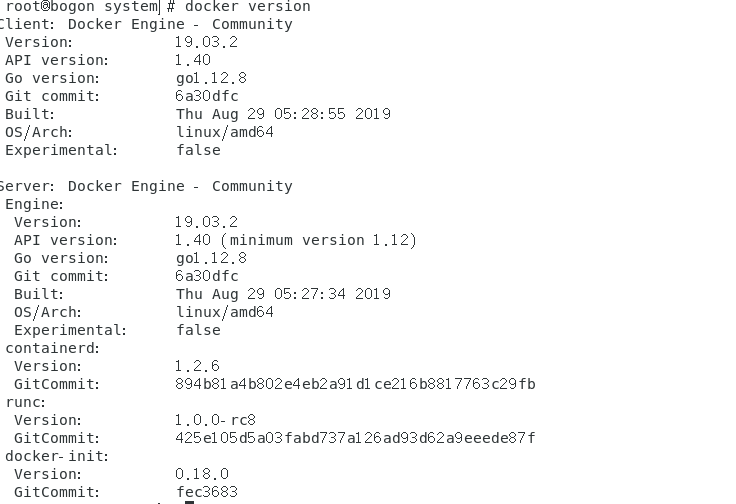 root@bogon system]# docker version
Client: Docker Engine - Community
Version: 19.03.2
API version: 1.40
Go version: go1.12.8
Git commit: 6a30dfc
Built: Thu Aug 29 05:28:55 2019
OS/Arch: linux/amd64
Experimental: false
Server: Docker Engine - Community
Engine:
Version: 19.03.2
API version: 1.40 (minimum version 1.12)
Go version: go1.12.8
Git commit: 6a30dfc
Built: Thu Aug 29 05:27:34 2019
OS/Arch: linux/amd64
Experimental: false
containerd:
Version: 1.2.6
GitCommit: 894b81a4b802e4eb2a91d1ce216b8817763c29fb
runc:
Version: 1.0.0-rc8
GitCommit: 425e105d5a03fabd737a126ad93d62a9eeede87f
docker-init:
Version: 0.18.0
GitCommit: fec3683